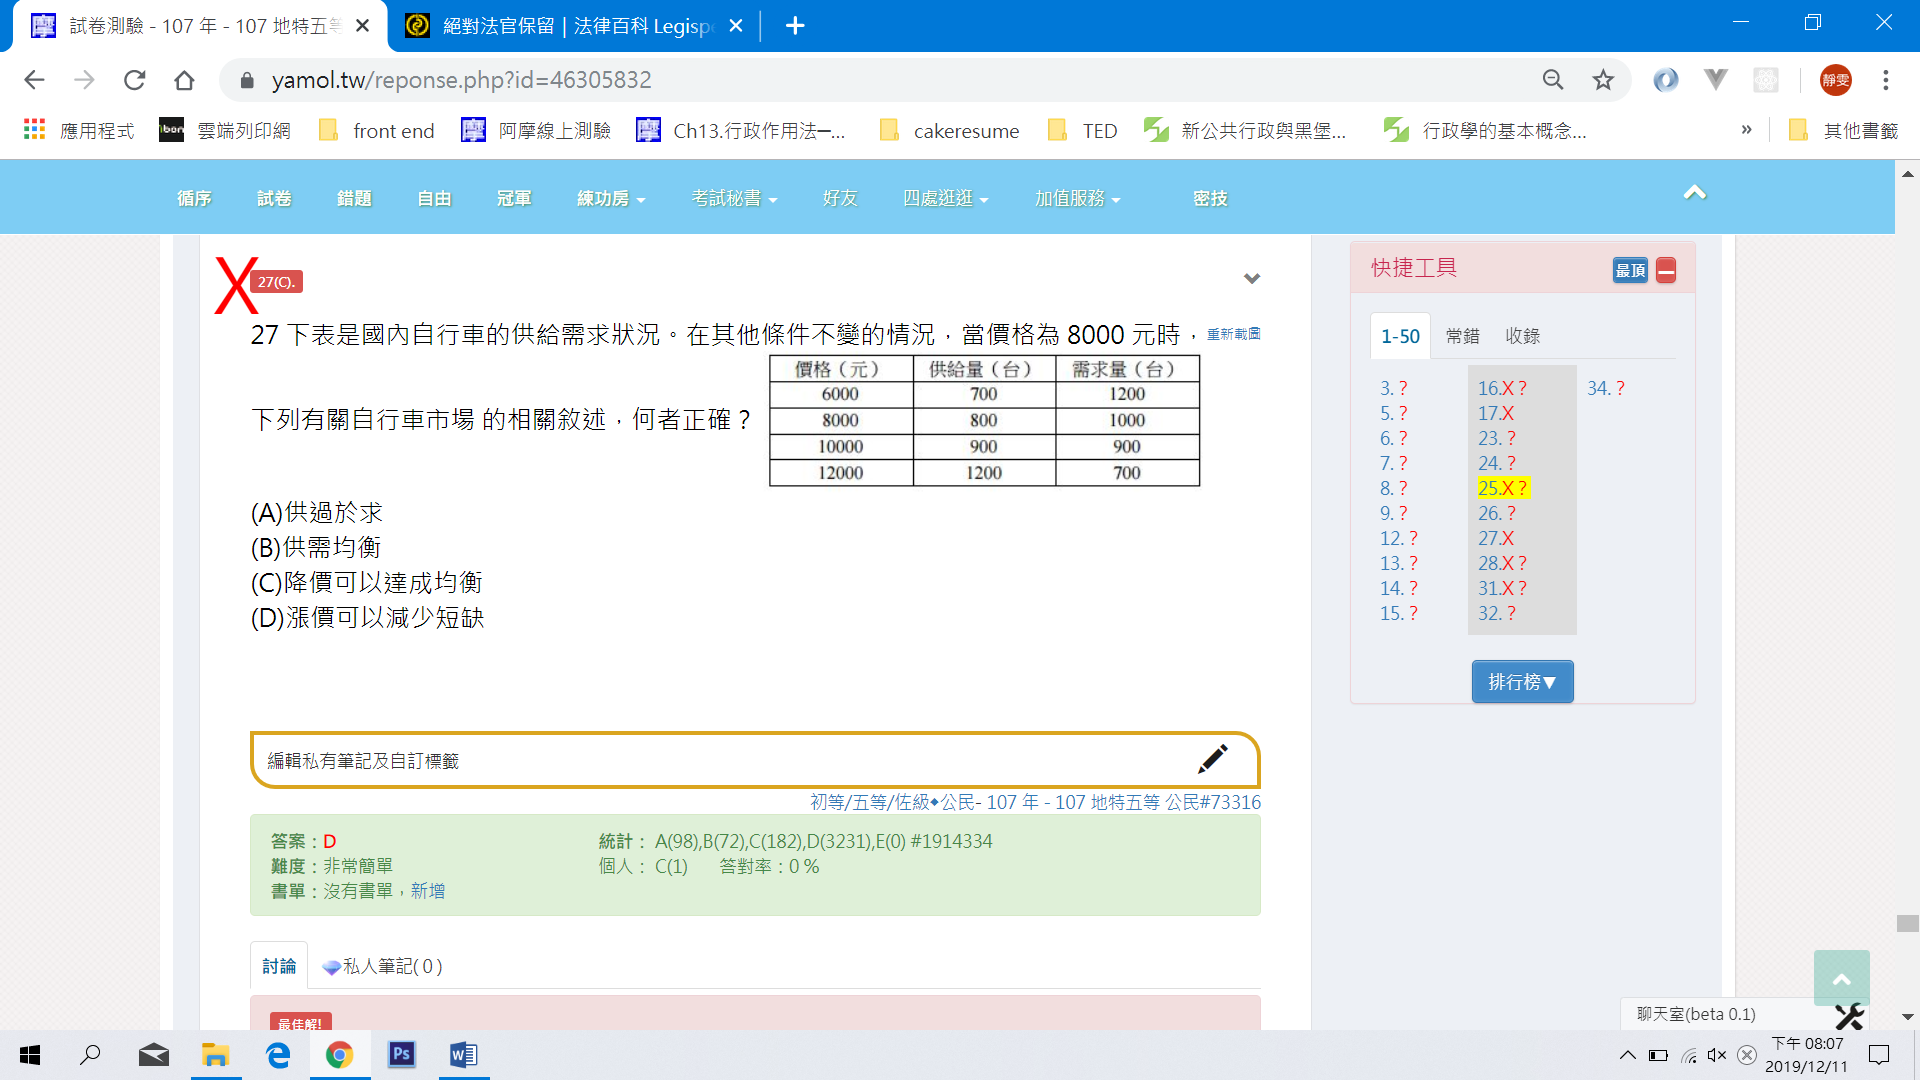 試卷測驗 - 107 年 - 107 地特五等
絕對法官保留 | 法律百科 Legisp
yamol.tw/reponse.php?id=46305832
靜雯
應用程式
ibon
雲端列印網
front end
摩
阿摩線上測驗
摩
Ch13.行政作用法—...
cakeresume
TED
新公共行政與黑堡...
行政學的基本概念...
»
其他書籤
循序
試卷
錯題
自由
冠軍
練功房
考試秘書
好友
四處逛逛
加值服務
密技
X
27(C).
27 下表是國內自行車的供給需求狀況。在其他條件不變的情況，當價格為 8000 元時，
重新載圖
下列有關自行車市場 的相關敘述，何者正確？
價格（元） 供給量（台） 需求量（台）
6000 700 1200
8000 800 1000
10000 900 900
12000 1200 700
(A)供過於求
(B)供需均衡
(C)降價可以達成均衡
(D)漲價可以減少短缺
編輯私有筆記及自訂標籤
初等/五等/佐級◆公民- 107 年 - 107 地特五等 公民#73316
答案：D
難度：非常簡單
書單：沒有書單，新增
統計： A(98),B(72),C(182),D(3231),E(0) #1914334
個人： C(1) 答對率：0 %
討論
私人筆記( 0 )
最佳解!
快捷工具
最頂
1-50
常錯
收錄
3. ?
5. ?
6. ?
7. ?
8. ?
9. ?
12. ?
13. ?
14. ?
15. ?
16.X ?
17.X
23. ?
24. ?
25.X ?
26. ?
27.X
28.X ?
31.X ?
32. ?
34. ?
排行榜▼
聊天室(beta 0.1)
Ps
下午 08:07
2019/12/11